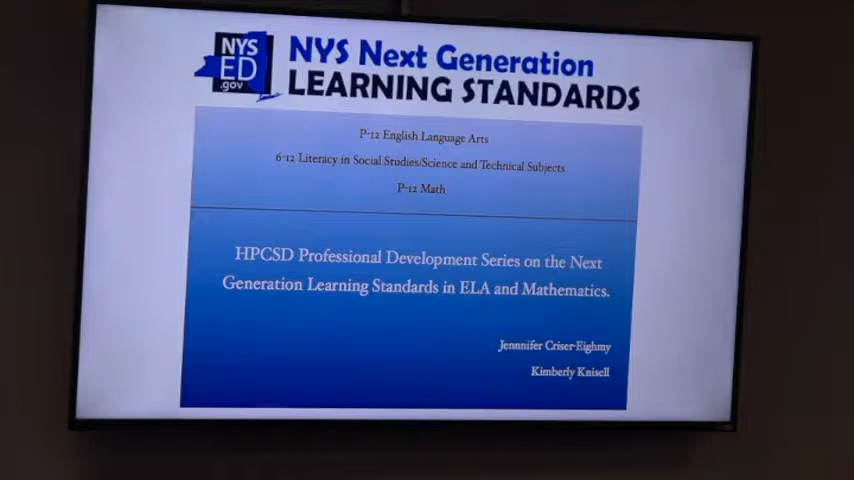 NYS
ED
.gov
NYS Next Generation
LEARNING STANDARDS
P-12 English Language Arts
6-12 Literacy in Social Studies/Science and Technical Subjects
P-12 Math
HPCSD Professional Development Series on the Next
Generation Learning Standards in ELA and Mathematics.
Jennnifer Criser-Eighmy
Kimberly Knisell